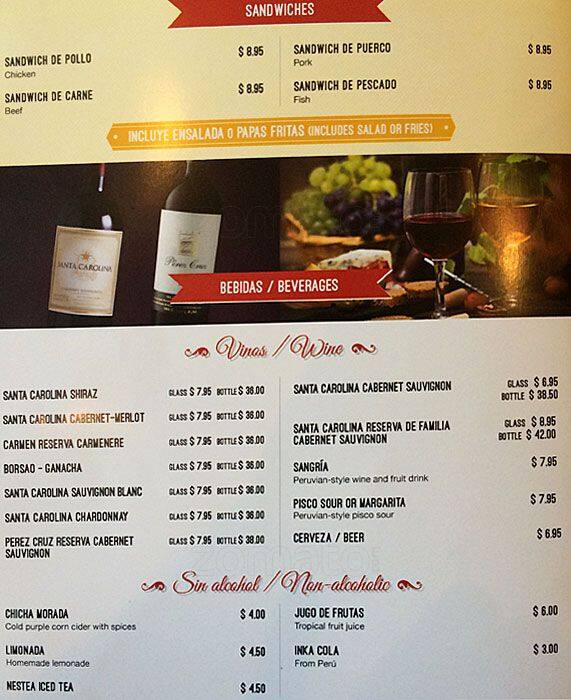 SANDWICHES
SANDWICH DE POLLO $ 8.95
Chicken
SANDWICH DE CARNE $ 8.95
Beef
SANDWICH DE PUERCO $ 8.95
Pork
SANDWICH DE PESCADO $ 8.95
Fish
INCLUYE ENSALADA O PAPAS FRITAS (INCLUDES SALAD OR FRIES)
SANTA CAROLINA
Pérez Cruz
BEBIDAS / BEVERAGES
Vinos / Wine
SANTA CAROLINA SHIRAZ GLASS $ 7.95 BOTTLE $ 38.00
SANTA CAROLINA CABERNET-MERLOT GLASS $ 7.95 BOTTLE $ 38.00
CARMEN RESERVA CARMENERE GLASS $ 7.95 BOTTLE $ 38.00
BORSAO - GANACHA GLASS $ 7.95 BOTTLE $ 38.00
SANTA CAROLINA SAUVIGNON BLANC GLASS $ 7.95 BOTTLE $ 38.00
SANTA CAROLINA CHARDONNAY GLASS $ 7.95 BOTTLE $ 38.00
PEREZ CRUZ RESERVA CABERNET GLASS $ 7.95 BOTTLE $ 38.00
SAUVIGNON
SANTA CAROLINA CABERNET SAUVIGNON GLASS $ 6.95
BOTTLE $ 38.50
SANTA CAROLINA RESERVA DE FAMILIA GLASS $ 8.95
CABERNET SAUVIGNON BOTTLE $ 42.00
SANGRÍA $ 7.95
Peruvian-style wine and fruit drink
PISCO SOUR OR MARGARITA $ 7.95
Peruvian-style pisco sour
CERVEZA / BEER $ 6.95
Sin alcohol / Non-alcoholic
CHICHA MORADA $ 4.00
Cold purple corn cider with spices
LIMONADA $ 4.50
Homemade lemonade
NESTEA ICED TEA $ 4.50
JUGO DE FRUTAS $ 6.00
Tropical fruit juice
INKA COLA $ 3.00
From Perú